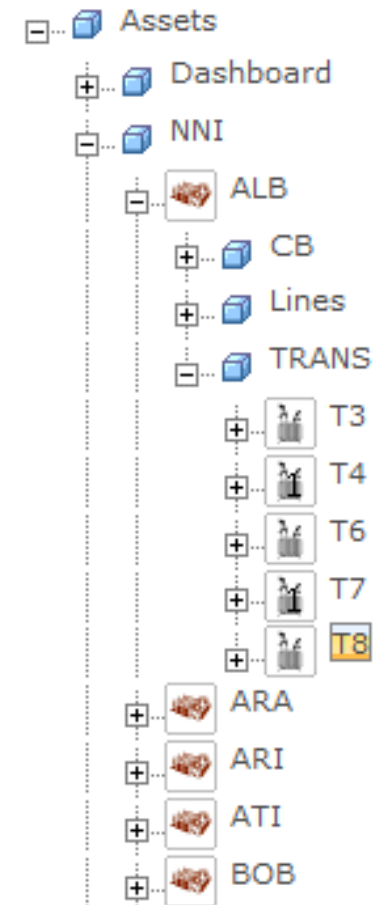 Assets
Dashboard
NNI
ALB
CB
Lines
TRANS
T3
T4
T6
T7
T8
ARA
ARI
ATI
BOB